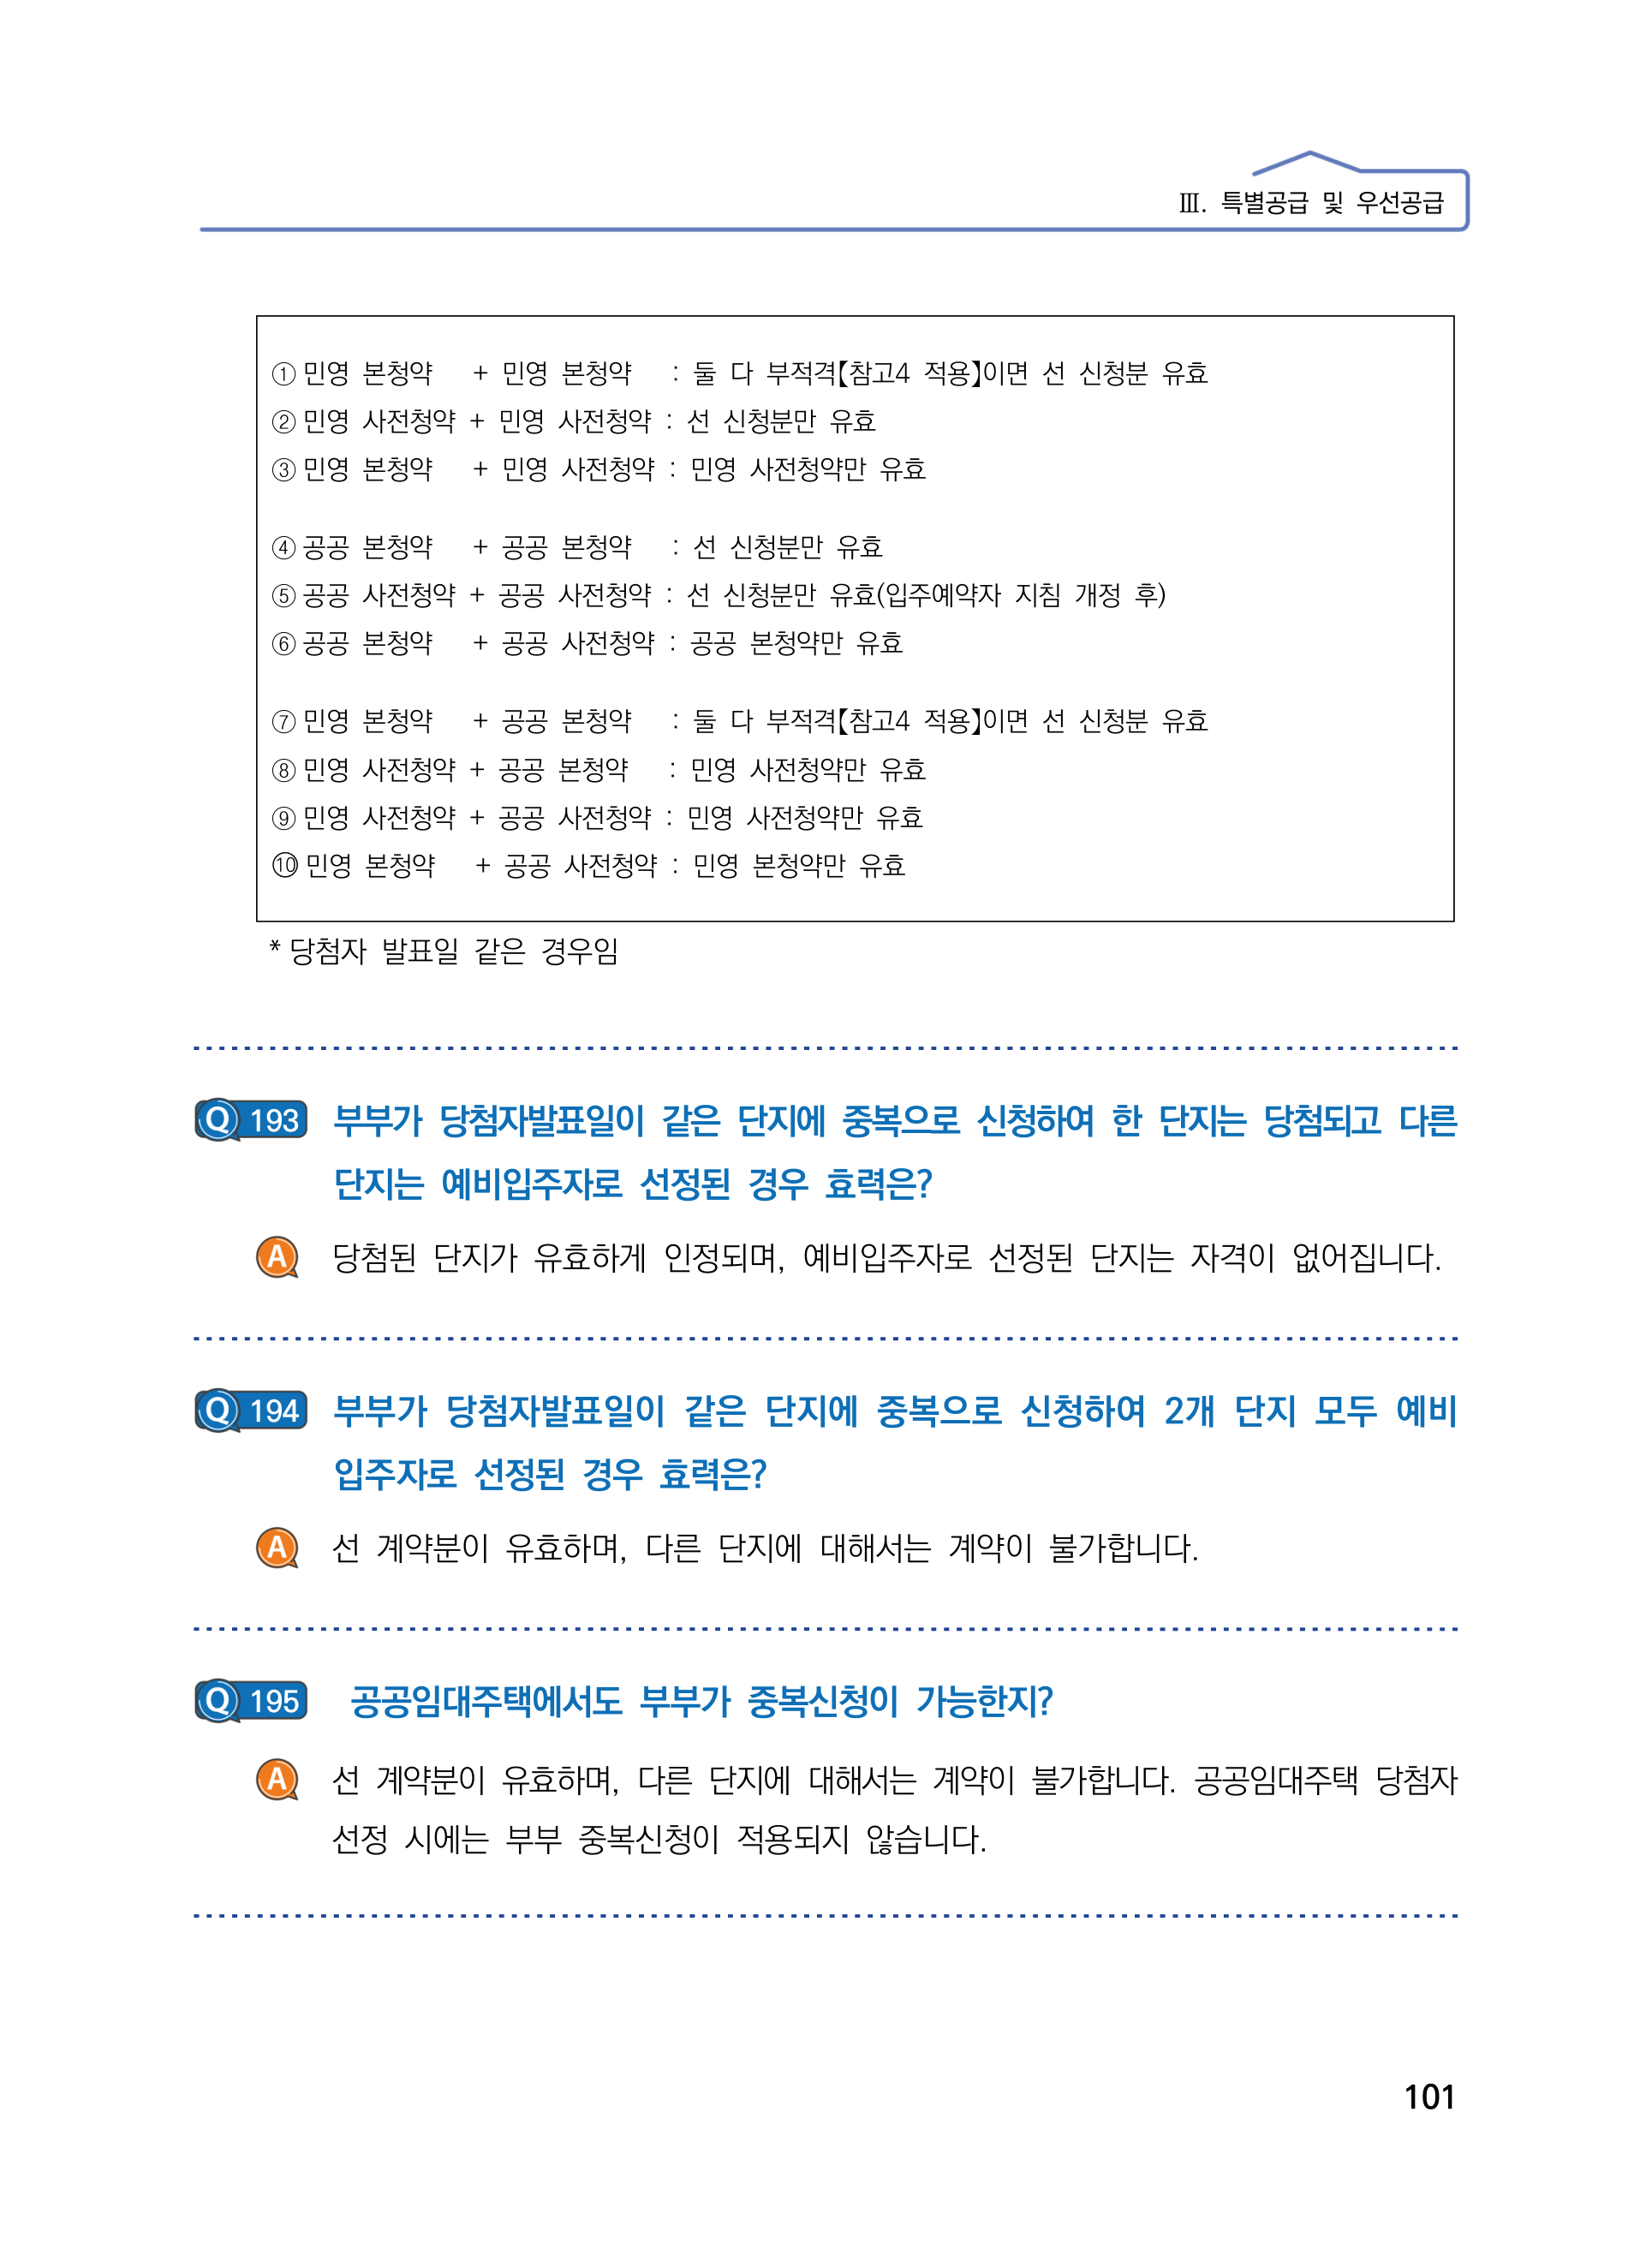 Ⅲ. 특별공급 및 우선공급
① 민영 본청약 + 민영 본청약 : 둘 다 부적격【참고4 적용】이면 선 신청분 유효
② 민영 사전청약 + 민영 사전청약 : 선 신청분만 유효
③ 민영 본청약 + 민영 사전청약 : 민영 사전청약만 유효
④ 공공 본청약 + 공공 본청약 : 선 신청분만 유효
⑤ 공공 사전청약 + 공공 사전청약 : 선 신청분만 유효(입주예약자 지침 개정 후)
⑥ 공공 본청약 + 공공 사전청약 : 공공 본청약만 유효
⑦ 민영 본청약 + 공공 본청약 : 둘 다 부적격【참고4 적용】이면 선 신청분 유효
⑧ 민영 사전청약 + 공공 본청약 : 민영 사전청약만 유효
⑨ 민영 사전청약 + 공공 사전청약 : 민영 사전청약만 유효
⑩ 민영 본청약 + 공공 사전청약 : 민영 본청약만 유효
* 당첨자 발표일 같은 경우임
Q 193 부부가 당첨자발표일이 같은 단지에 중복으로 신청하여 한 단지는 당첨되고 다른
단지는 예비입주자로 선정된 경우 효력은?
A 당첨된 단지가 유효하게 인정되며, 예비입주자로 선정된 단지는 자격이 없어집니다.
Q 194 부부가 당첨자발표일이 같은 단지에 중복으로 신청하여 2개 단지 모두 예비
입주자로 선정된 경우 효력은?
A 선 계약분이 유효하며, 다른 단지에 대해서는 계약이 불가합니다.
Q 195 공공임대주택에서도 부부가 중복신청이 가능한지?
A 선 계약분이 유효하며, 다른 단지에 대해서는 계약이 불가합니다. 공공임대주택 당첨자
선정 시에는 부부 중복신청이 적용되지 않습니다.
101